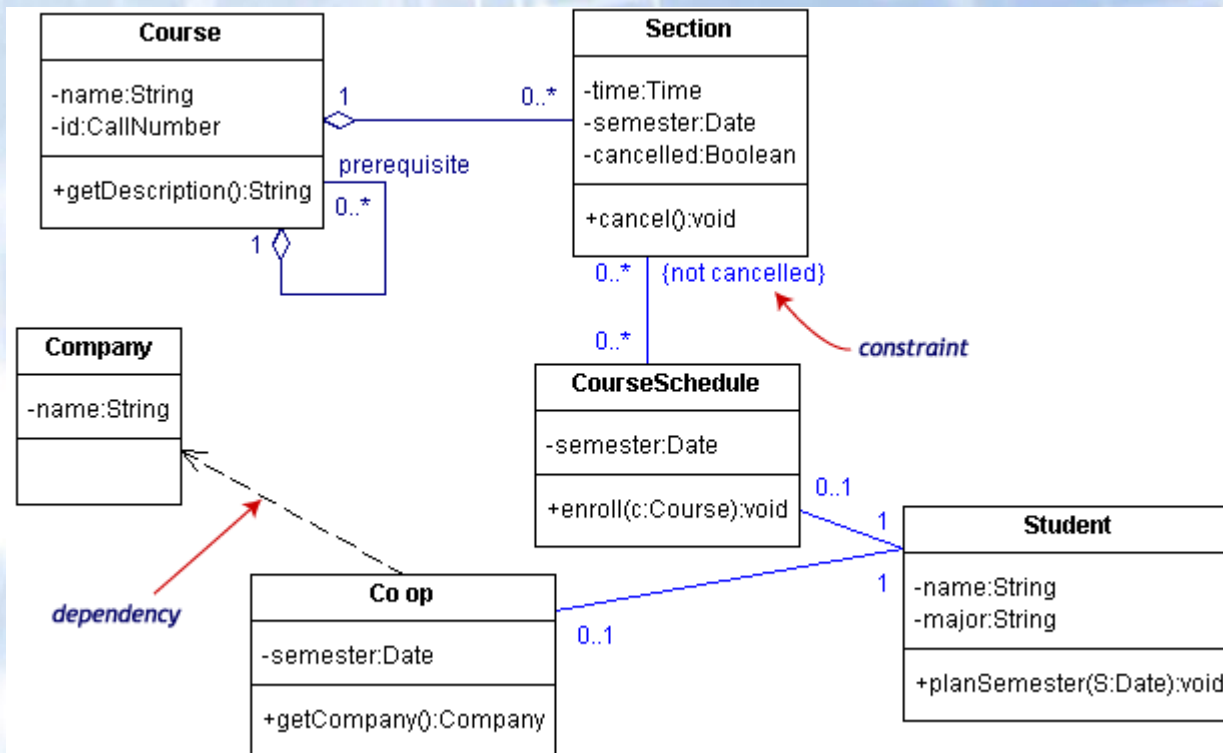 Course
-name:String
-id:CallNumber
+getDescription():String
1
0..*
prerequisite
0..*
1
Section
-time:Time
-semester:Date
-cancelled:Boolean
+cancel():void
0..*
{not cancelled}
constraint
0..*
Company
-name:String
dependency
CourseSchedule
-semester:Date
+enroll(c:Course):void
0..1
1
Student
-name:String
-major:String
+planSemester(S:Date):void
1
0..1
Co op
-semester:Date
+getCompany():Company